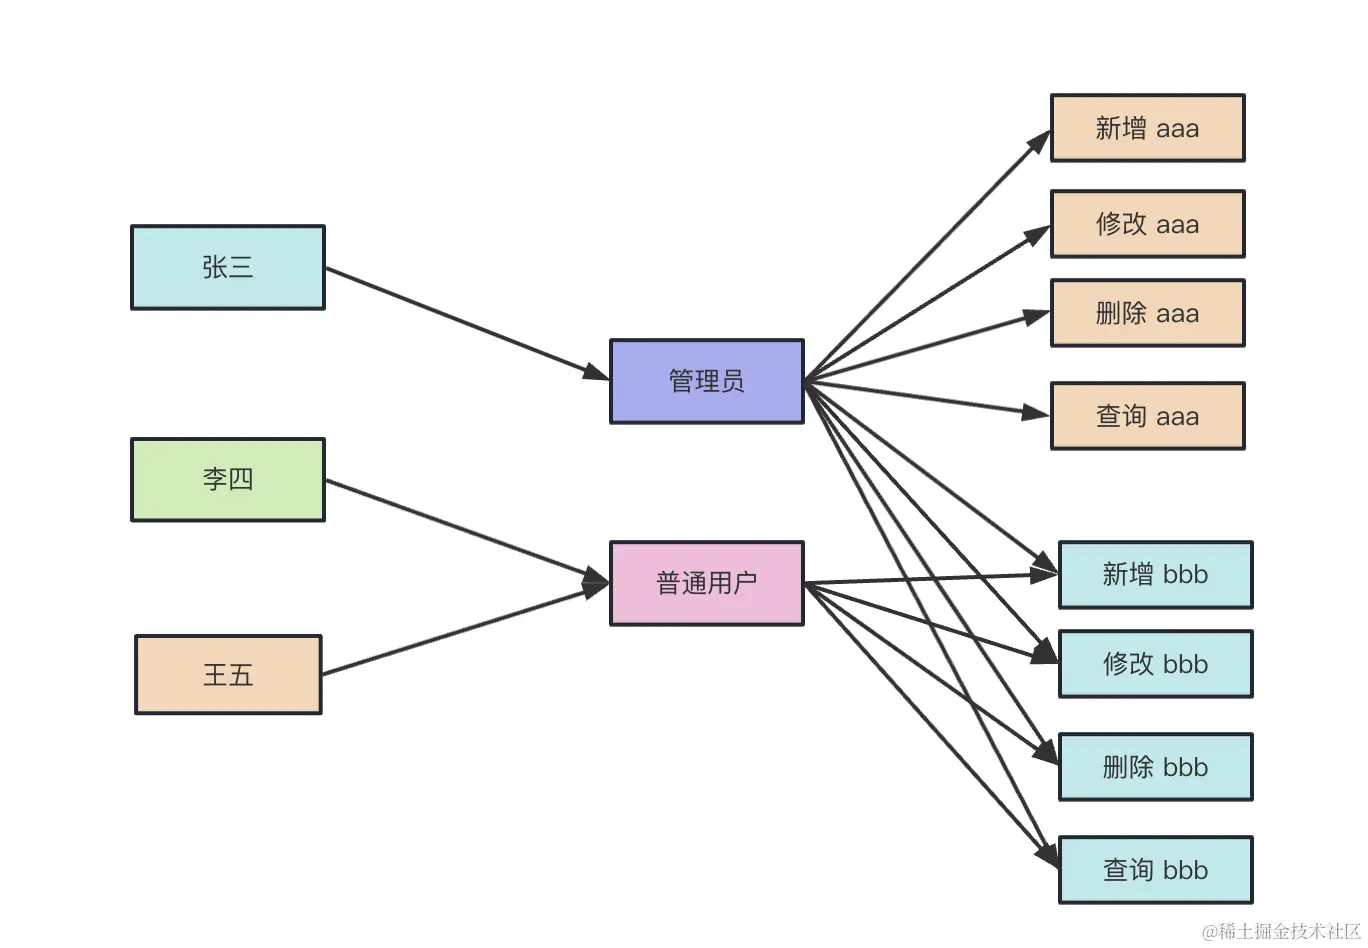 张三
李四
王五
管理员
普通用户
新增 aaa
修改 aaa
删除 aaa
查询 aaa
新增 bbb
修改 bbb
删除 bbb
查询 bbb
@稀土掘金技术社区